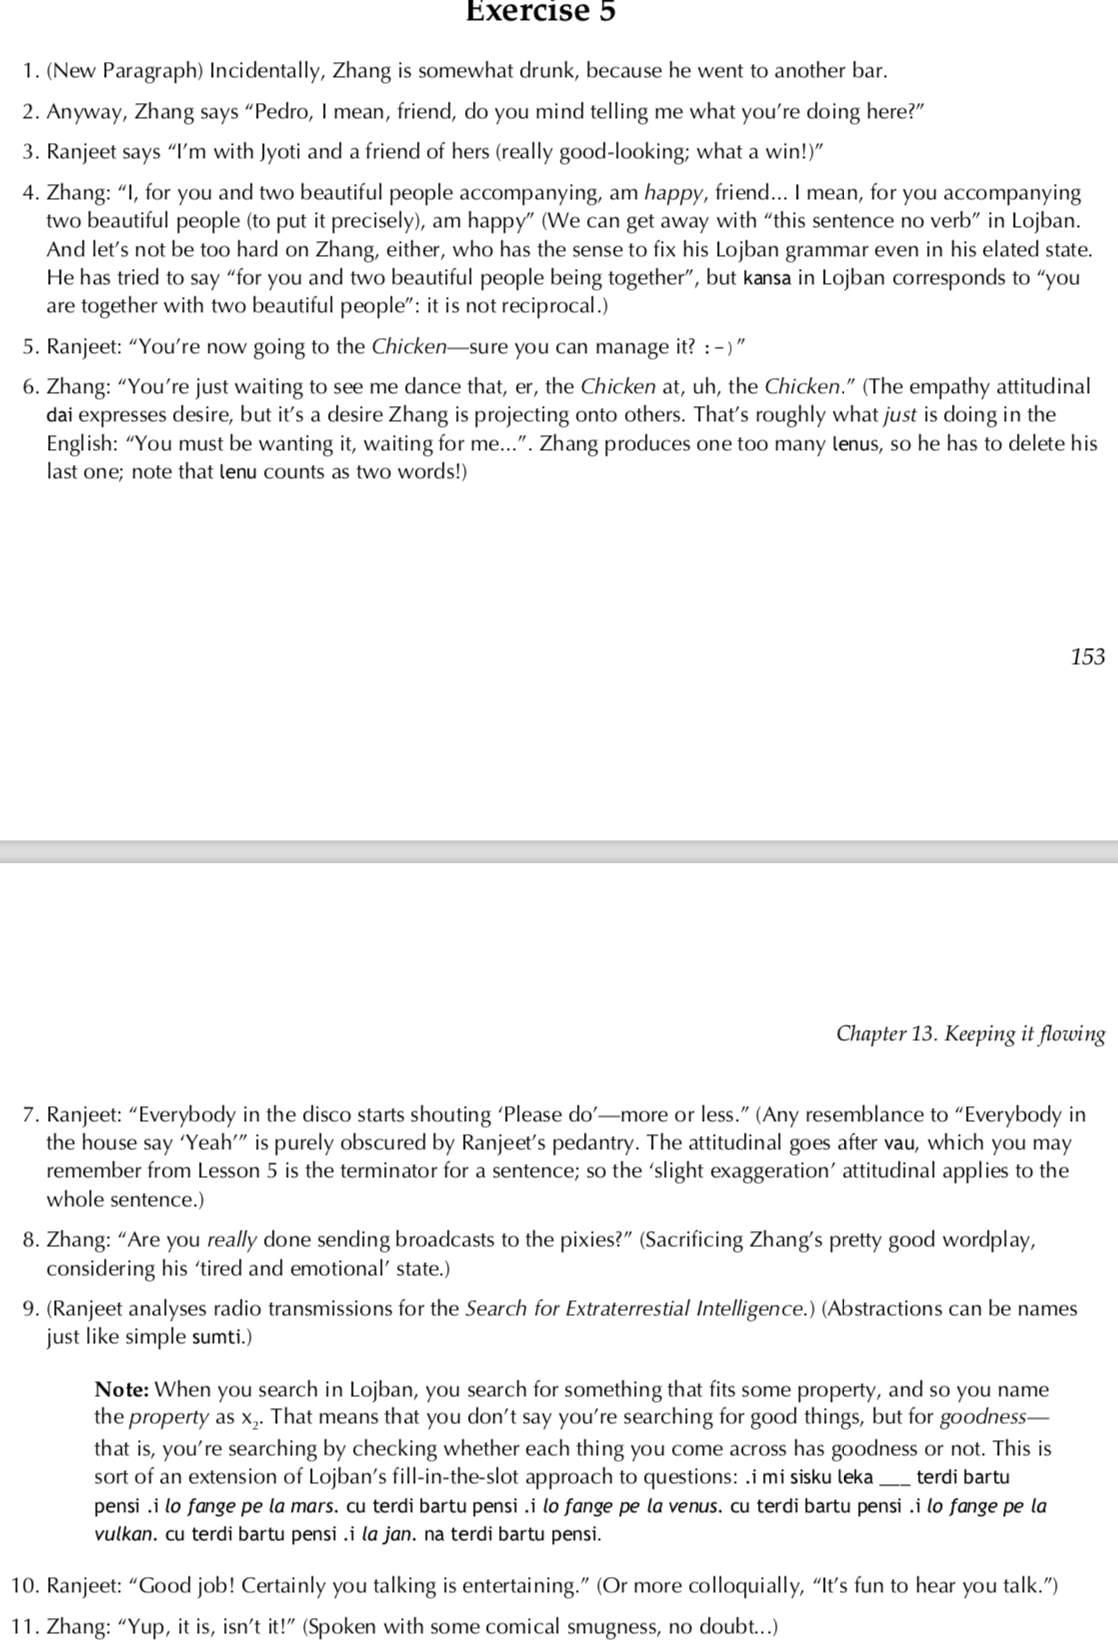 Exercise 5
1. (New Paragraph) Incidentally, Zhang is somewhat drunk, because he went to another bar.
2. Anyway, Zhang says “Pedro, I mean, friend, do you mind telling me what you’re doing here?”
3. Ranjeet says “I’m with Jyoti and a friend of hers (really good-looking; what a win!)”
4. Zhang: “I, for you and two beautiful people accompanying, am happy, friend... I mean, for you accompanying
two beautiful people (to put it precisely), am happy” (We can get away with “this sentence no verb” in Lojban.
And let’s not be too hard on Zhang, either, who has the sense to fix his Lojban grammar even in his elated state.
He has tried to say “for you and two beautiful people being together”, but kansa in Lojban corresponds to “you
are together with two beautiful people”: it is not reciprocal.)
5. Ranjeet: “You’re now going to the Chicken—sure you can manage it? :-)”
6. Zhang: “You’re just waiting to see me dance that, er, the Chicken at, uh, the Chicken.” (The empathy attitudinal
dai expresses desire, but it’s a desire Zhang is projecting onto others. That’s roughly what just is doing in the
English: “You must be wanting it, waiting for me...”. Zhang produces one too many lenus, so he has to delete his
last one; note that lenu counts as two words!)
153
Chapter 13. Keeping it flowing
7. Ranjeet: “Everybody in the disco starts shouting ‘Please do’—more or less.” (Any resemblance to “Everybody in
the house say ‘Yeah’” is purely obscured by Ranjeet’s pedantry. The attitudinal goes after vau, which you may
remember from Lesson 5 is the terminator for a sentence; so the ‘slight exaggeration’ attitudinal applies to the
whole sentence.)
8. Zhang: “Are you really done sending broadcasts to the pixies?” (Sacrificing Zhang’s pretty good wordplay,
considering his ‘tired and emotional’ state.)
9. (Ranjeet analyses radio transmissions for the Search for Extraterrestial Intelligence.) (Abstractions can be names
just like simple sumti.)
Note: When you search in Lojban, you search for something that fits some property, and so you name
the property as x₂. That means that you don’t say you’re searching for good things, but for goodness—
that is, you’re searching by checking whether each thing you come across has goodness or not. This is
sort of an extension of Lojban’s fill-in-the-slot approach to questions: .i mi sisku leka ___ terdi bartu
pensi .i lo fange pe la mars. cu terdi bartu pensi .i lo fange pe la venus. cu terdi bartu pensi .i lo fange pe la
vulkan. cu terdi bartu pensi .i la jan. na terdi bartu pensi.
10. Ranjeet: “Good job! Certainly you talking is entertaining.” (Or more colloquially, “It’s fun to hear you talk.”)
11. Zhang: “Yup, it is, isn’t it!” (Spoken with some comical smugness, no doubt...)